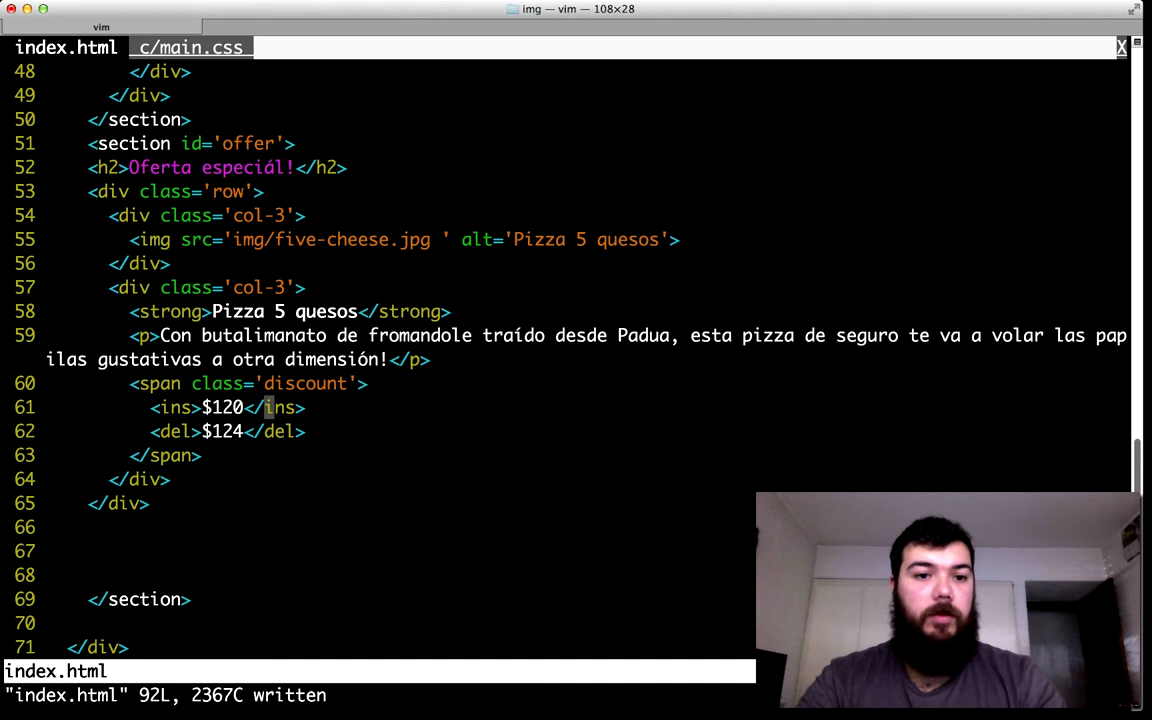 img — vim — 108×28
vim
index.html c/main.css X
48 </div>
49 </div>
50 </section>
51 <section id='offer'>
52 <h2>Oferta especiál!</h2>
53 <div class='row'>
54 <div class='col-3'>
55 <img src='img/five-cheese.jpg ' alt='Pizza 5 quesos'>
56 </div>
57 <div class='col-3'>
58 <strong>Pizza 5 quesos</strong>
59 <p>Con butalimanato de fromandole traído desde Padua, esta pizza de seguro te va a volar las pap
ilas gustativas a otra dimensión!</p>
60 <span class='discount'>
61 <ins>$120</ins>
62 <del>$124</del>
63 </span>
64 </div>
65 </div>
66
67
68
69 </section>
70
71 </div>
index.html
"index.html" 92L, 2367C written